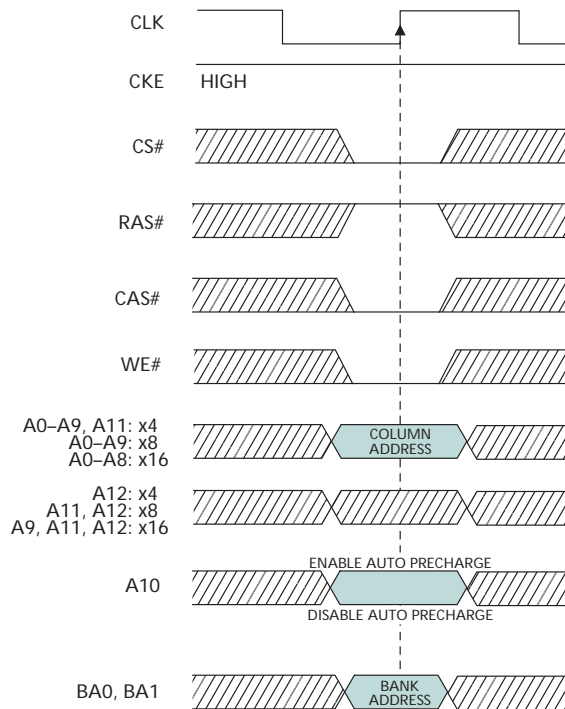 CLK
CKE HIGH
CS#
RAS#
CAS#
WE#
A0–A9, A11: x4
A0–A9: x8
A0–A8: x16
COLUMN
ADDRESS
A12: x4
A11, A12: x8
A9, A11, A12: x16
ENABLE AUTO PRECHARGE
A10
DISABLE AUTO PRECHARGE
BA0, BA1
BANK
ADDRESS